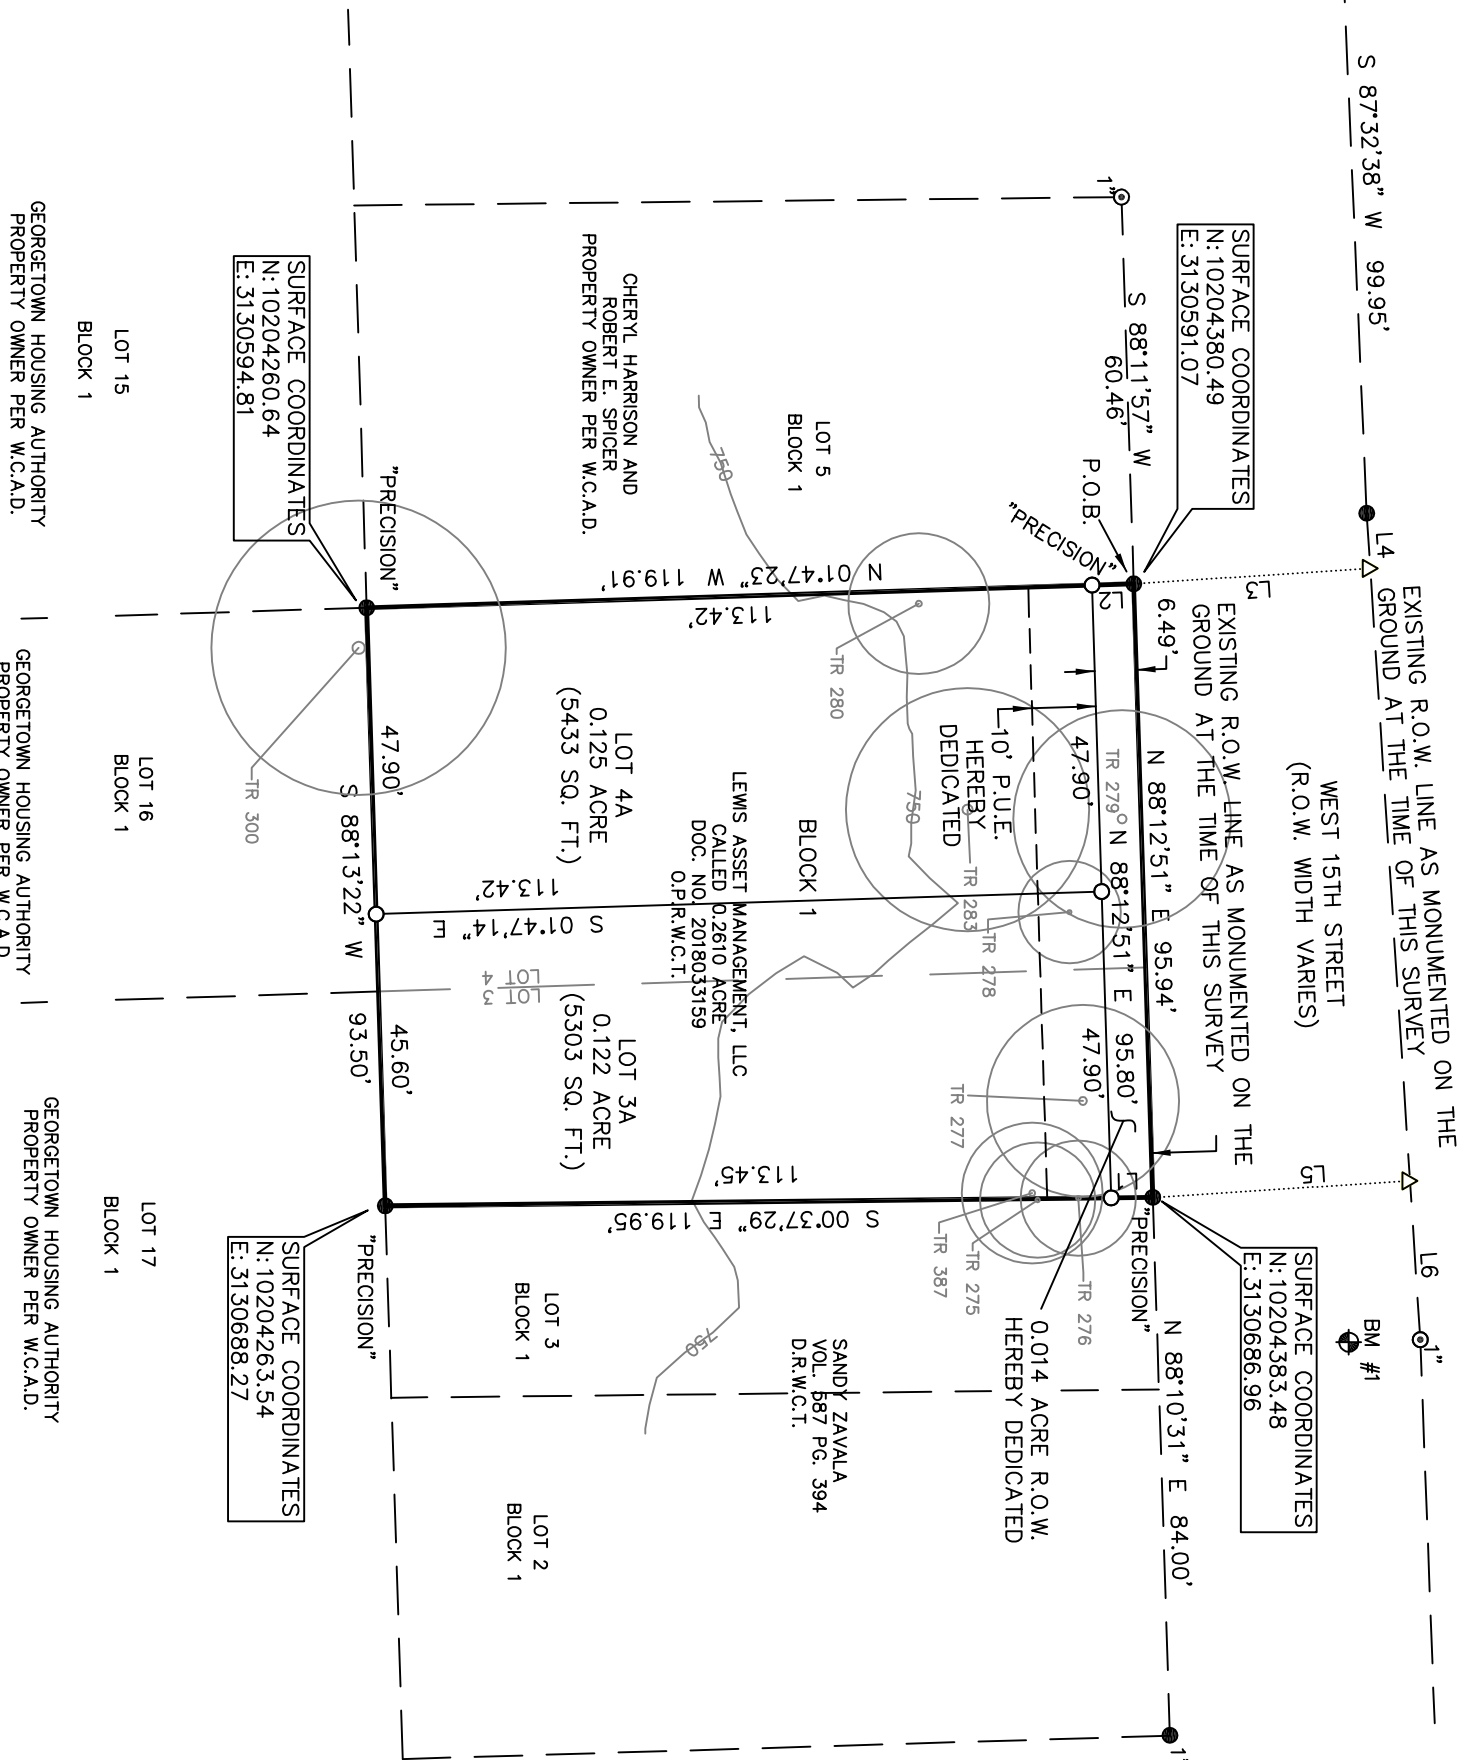 S 87°32'38" W 99.95'
L4
EXISTING R.O.W. LINE AS MONUMENTED ON THE
GROUND AT THE TIME OF THIS SURVEY
L6
1"
BM #1
WEST 15TH STREET
(R.O.W. WIDTH VARIES)
L3
L5
SURFACE COORDINATES
N:10204380.49
E:3130591.07
EXISTING R.O.W. LINE AS MONUMENTED ON THE
GROUND AT THE TIME OF THIS SURVEY
SURFACE COORDINATES
N:10204383.48
E:3130686.96
1"
S 88°11'57" W
60.46'
P.O.B.
"PRECISION"
6.49'
N 88°12'51" E 95.94'
"PRECISION"
N 88°10'31" E 84.00'
1"
L2
47.90'
TR 279
N 88°12'51" E 95.80'
47.90'
L1
10' P.U.E.
HEREBY
DEDICATED
TR 283
TR 278
TR 277
TR 276
TR 275
TR 387
0.014 ACRE R.O.W.
HEREBY DEDICATED
LOT 5
BLOCK 1
750
N 01°47'23" W 119.91'
113.42'
TR 280
750
BLOCK 1
LEWIS ASSET MANAGEMENT, LLC
CALLED 0.2610 ACRE
DOC. NO. 2018033159
O.P.R.W.C.T.
113.45'
S 00°37'29" E 119.95'
SANDY ZAVALA
VOL. 587 PG. 394
D.R.W.C.T.
750
CHERYL HARRISON AND
ROBERT E. SPICER
PROPERTY OWNER PER W.C.A.D.
LOT 4A
0.125 ACRE
(5433 SQ. FT.)
113.42'
S 01°47'14" E
LOT 4
LOT 3
LOT 3A
0.122 ACRE
(5303 SQ. FT.)
LOT 3
BLOCK 1
LOT 2
BLOCK 1
"PRECISION"
47.90'
S 88°13'22" W
45.60'
93.50'
"PRECISION"
SURFACE COORDINATES
N:10204260.64
E:3130594.81
TR 300
SURFACE COORDINATES
N:10204263.54
E:3130688.27
LOT 15
BLOCK 1
GEORGETOWN HOUSING AUTHORITY
PROPERTY OWNER PER W.C.A.D.
LOT 16
BLOCK 1
GEORGETOWN HOUSING AUTHORITY
PROPERTY OWNER PER W.C.A.D.
LOT 17
BLOCK 1
GEORGETOWN HOUSING AUTHORITY
PROPERTY OWNER PER W.C.A.D.